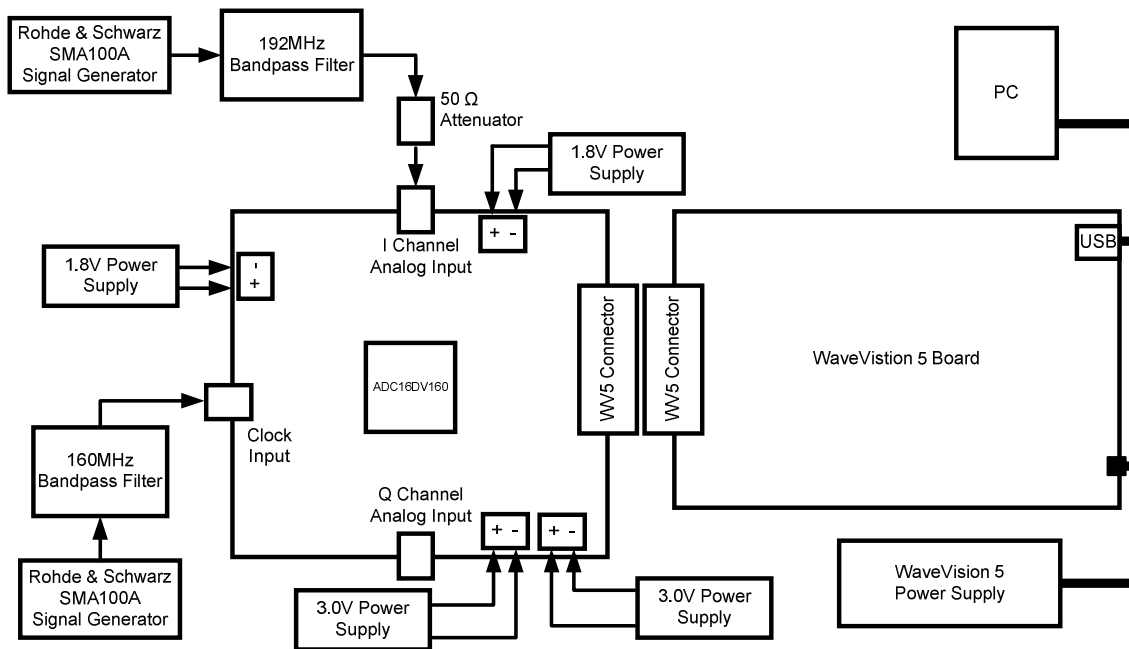 Rohde & Schwarz
SMA100A
Signal Generator
192MHz
Bandpass Filter
50 Ω
Attenuator
1.8V Power
Supply
PC
I Channel
Analog Input
+ -
USB
1.8V Power
Supply
-
+
WV5 Connector
WV5 Connector
WaveVistion 5 Board
ADC16DV160
Clock
Input
160MHz
Bandpass Filter
Q Channel
Analog Input
+ -
+ -
Rohde & Schwarz
SMA100A
Signal Generator
3.0V Power
Supply
3.0V Power
Supply
WaveVision 5
Power Supply